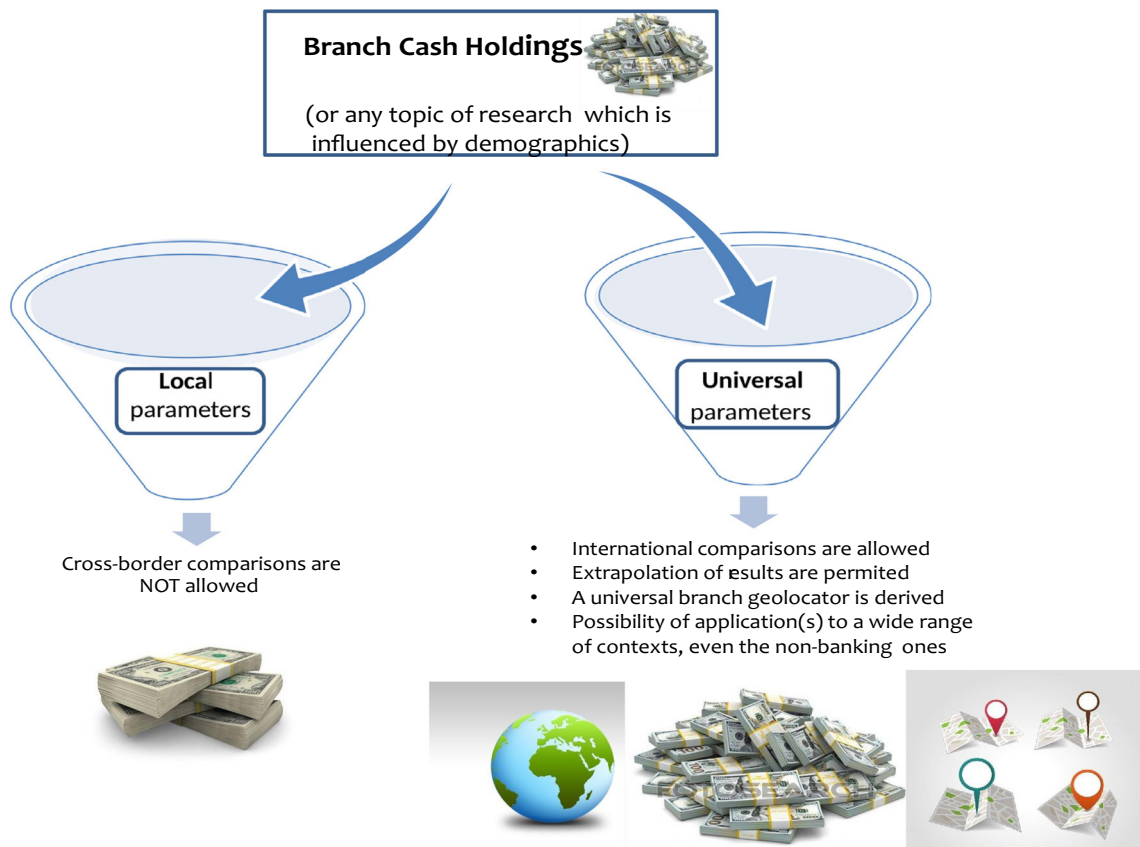 Branch Cash Holdings
FOTOSEARCH
(or any topic of research which is
influenced by demographics)
Local
parameters
Universal
parameters
Cross-border comparisons are
NOT allowed
• International comparisons are allowed
• Extrapolation of results are permited
• A universal branch geolocator is derived
• Possibility of application(s) to a wide range
of contexts, even the non-banking ones
FOTOSEARCH